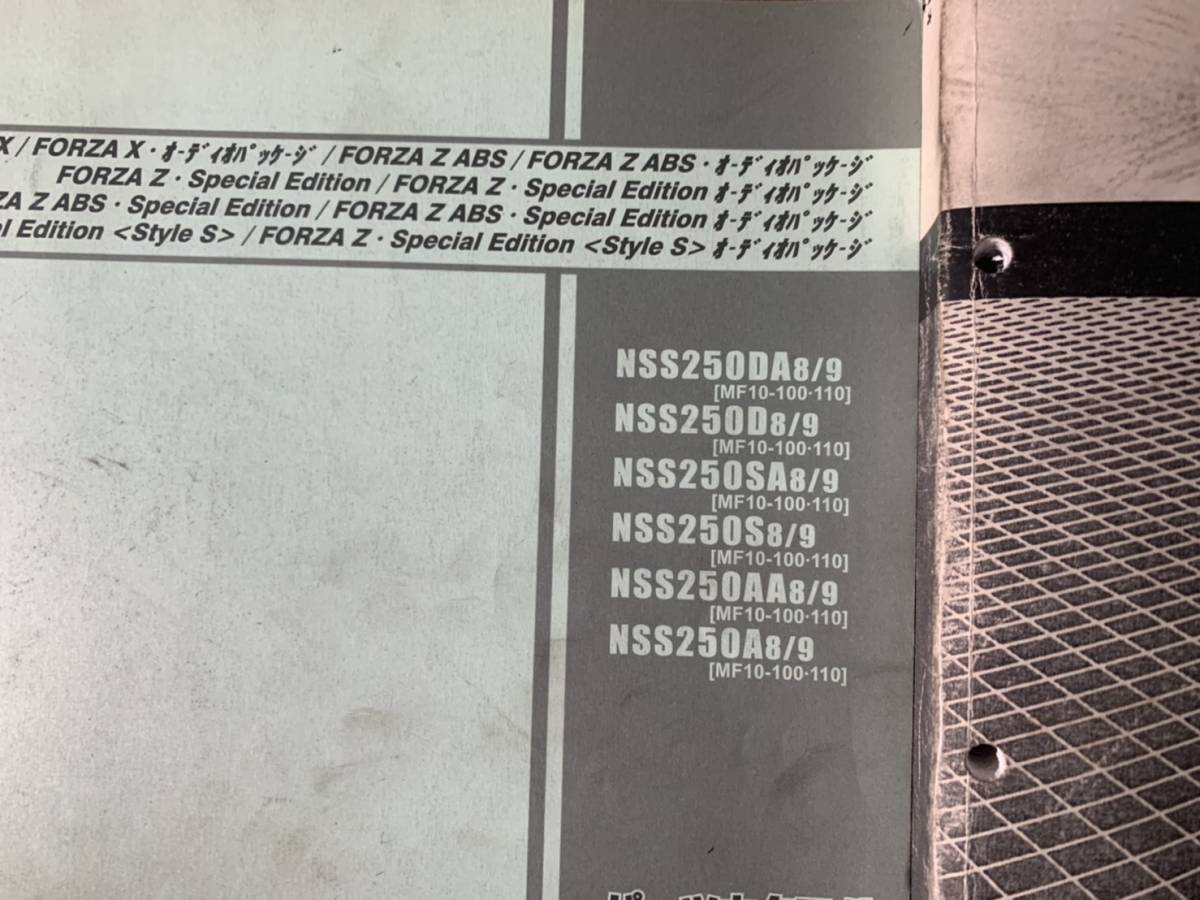 X / FORZA X · ｵｰﾃﾞｨｵﾊﾟｯｹｰｼﾞ / FORZA Z ABS / FORZA Z ABS · ｵｰﾃﾞｨｵﾊﾟｯｹｰｼﾞ
FORZA Z · Special Edition / FORZA Z · Special Edition ｵｰﾃﾞｨｵﾊﾟｯｹｰｼﾞ
ZA Z ABS · Special Edition / FORZA Z ABS · Special Edition ｵｰﾃﾞｨｵﾊﾟｯｹｰｼﾞ
l Edition <Style S> / FORZA Z · Special Edition <Style S> ｵｰﾃﾞｨｵﾊﾟｯｹｰｼﾞ
NSS250DA8/9
[MF10-100·110]
NSS250D8/9
[MF10-100·110]
NSS250SA8/9
[MF10-100·110]
NSS250S8/9
[MF10-100·110]
NSS250AA8/9
[MF10-100·110]
NSS250A8/9
[MF10-100·110]